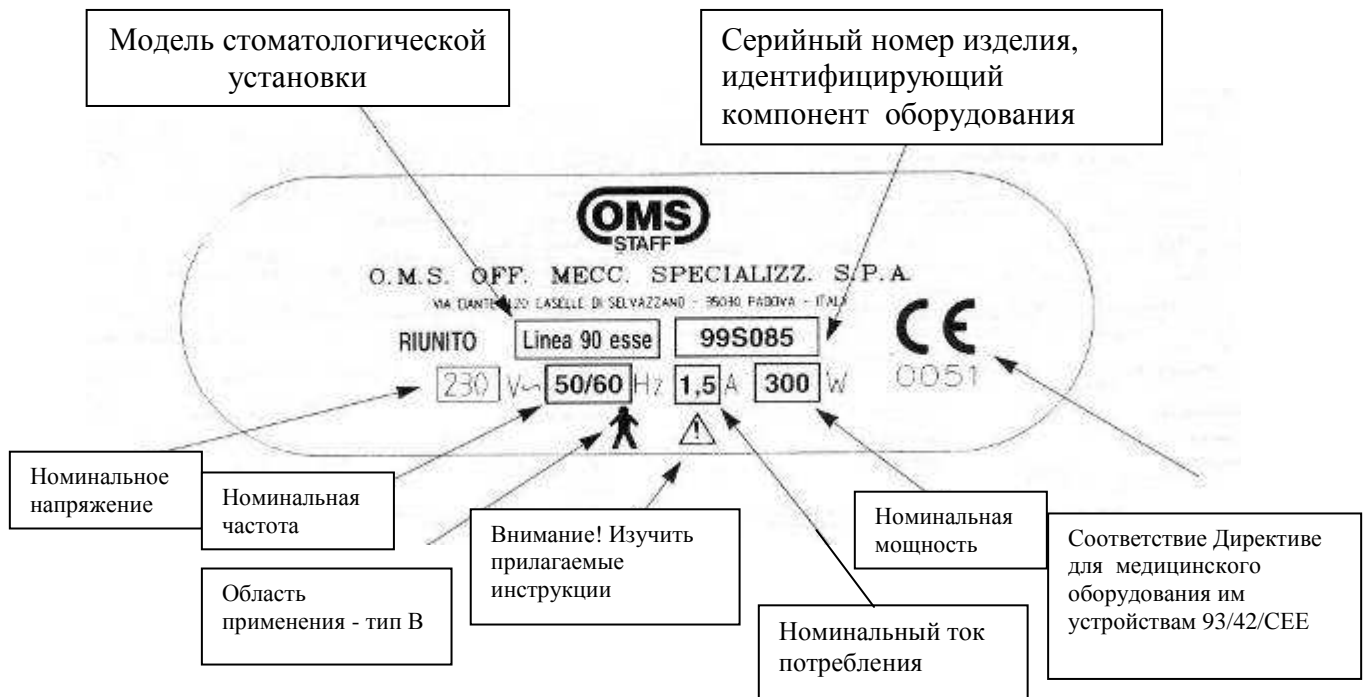 Модель стоматологической
установки
Серийный номер изделия,
идентифицирующий
компонент оборудования
OMS
STAFF
O.M.S. OFF. MECC. SPECIALIZZ. S.P.A.
VIA DANTE 120 CASELLE DI SELVAZZANO - 35030 PADOVA - ITALY
RIUNITO Linea 90 esse 99S085 CE
230 V~ 50/60 Hz 1,5 A 300 W 0051
Номинальное
напряжение
Номинальная
частота
Область
применения - тип В
Внимание! Изучить
прилагаемые
инструкции
Номинальный ток
потребления
Номинальная
мощность
Соответствие Директиве
для медицинского
оборудования им
устройствам 93/42/CEE